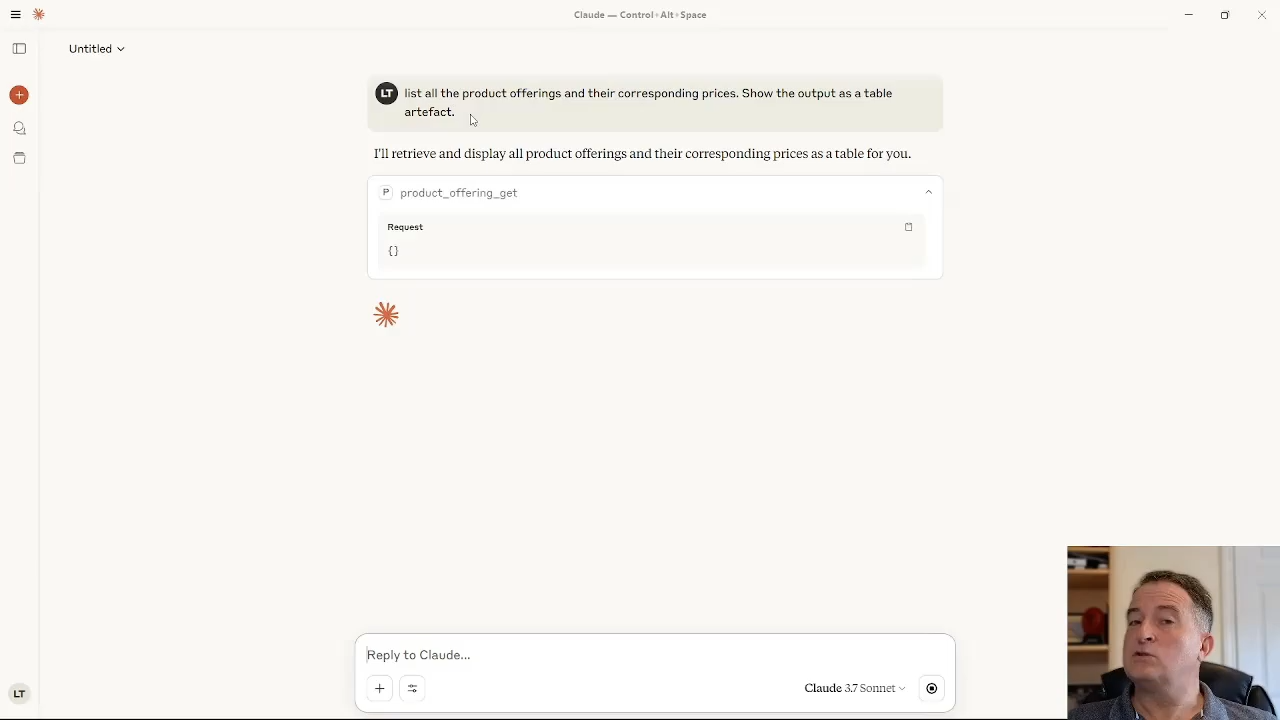 Claude — Control+Alt+Space
Untitled
LT
list all the product offerings and their corresponding prices. Show the output as a table
artefact.
I'll retrieve and display all product offerings and their corresponding prices as a table for you.
P
product_offering_get
Request
{}
Reply to Claude...
Claude 3.7 Sonnet
LT